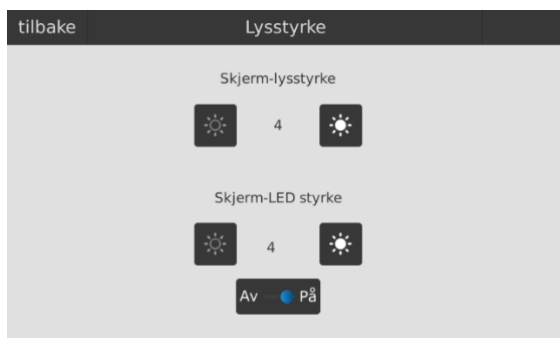 tilbake Lysstyrke
Skjerm-lysstyrke
4
Skjerm-LED styrke
4
Av På